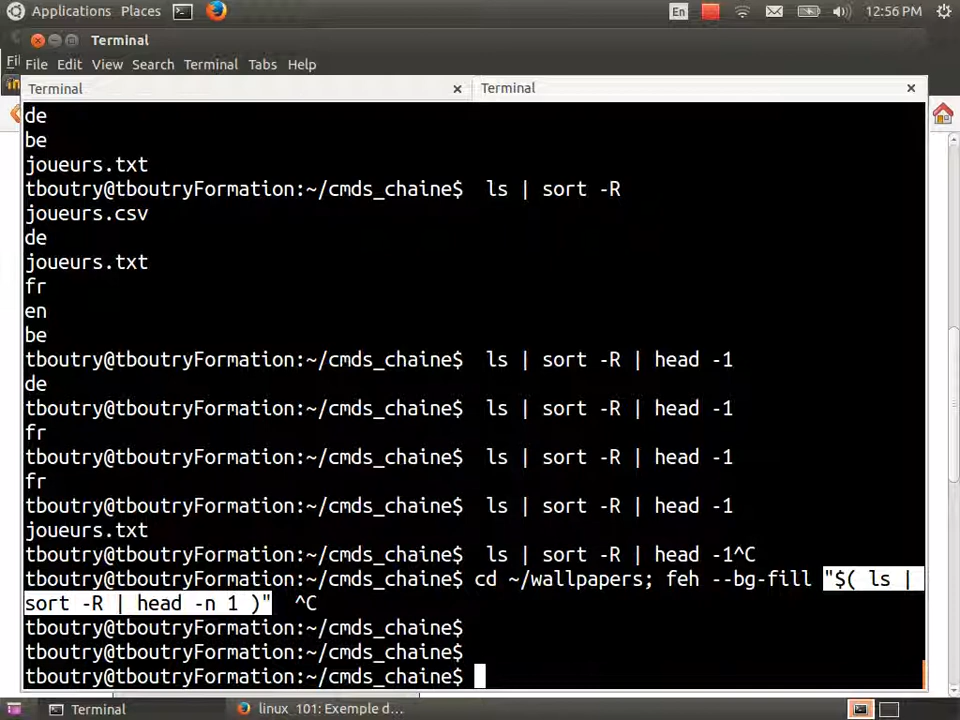 Applications Places En 12:56 PM
Terminal
File Edit View Search Terminal Tabs Help
Terminal × Terminal ×
de
be
joueurs.txt
tboutry@tboutryFormation:~/cmds_chaine$ ls | sort -R
joueurs.csv
de
joueurs.txt
fr
en
be
tboutry@tboutryFormation:~/cmds_chaine$ ls | sort -R | head -1
de
tboutry@tboutryFormation:~/cmds_chaine$ ls | sort -R | head -1
fr
tboutry@tboutryFormation:~/cmds_chaine$ ls | sort -R | head -1
fr
tboutry@tboutryFormation:~/cmds_chaine$ ls | sort -R | head -1
joueurs.txt
tboutry@tboutryFormation:~/cmds_chaine$ ls | sort -R | head -1^C
tboutry@tboutryFormation:~/cmds_chaine$ cd ~/wallpapers; feh --bg-fill "$( ls |
sort -R | head -n 1 )" ^C
tboutry@tboutryFormation:~/cmds_chaine$
tboutry@tboutryFormation:~/cmds_chaine$
tboutry@tboutryFormation:~/cmds_chaine$
Terminal linux_101: Exemple d...